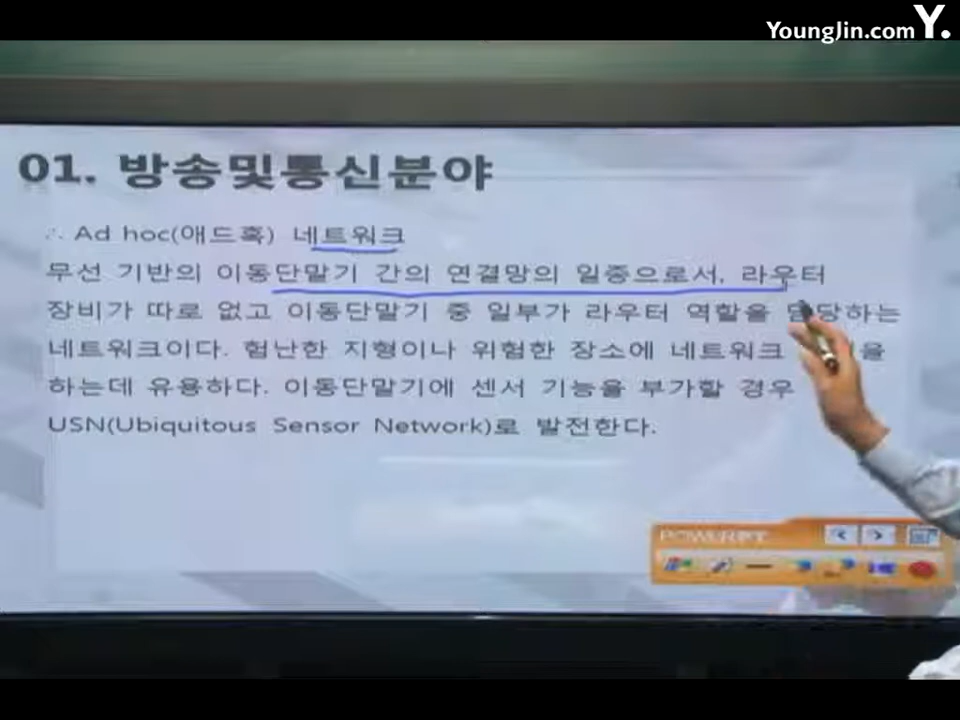 YoungJin.com Y.
01. 방송및통신분야
∴ Ad hoc(애드혹) 네트워크
무선 기반의 이동단말기 간의 연결망의 일종으로서, 라우터
장비가 따로 없고 이동단말기 중 일부가 라우터 역할을 담당하는
네트워크이다. 험난한 지형이나 위험한 장소에 네트워크 을
하는데 유용하다. 이동단말기에 센서 기능을 부가할 경우
USN(Ubiquitous Sensor Network)로 발전한다.